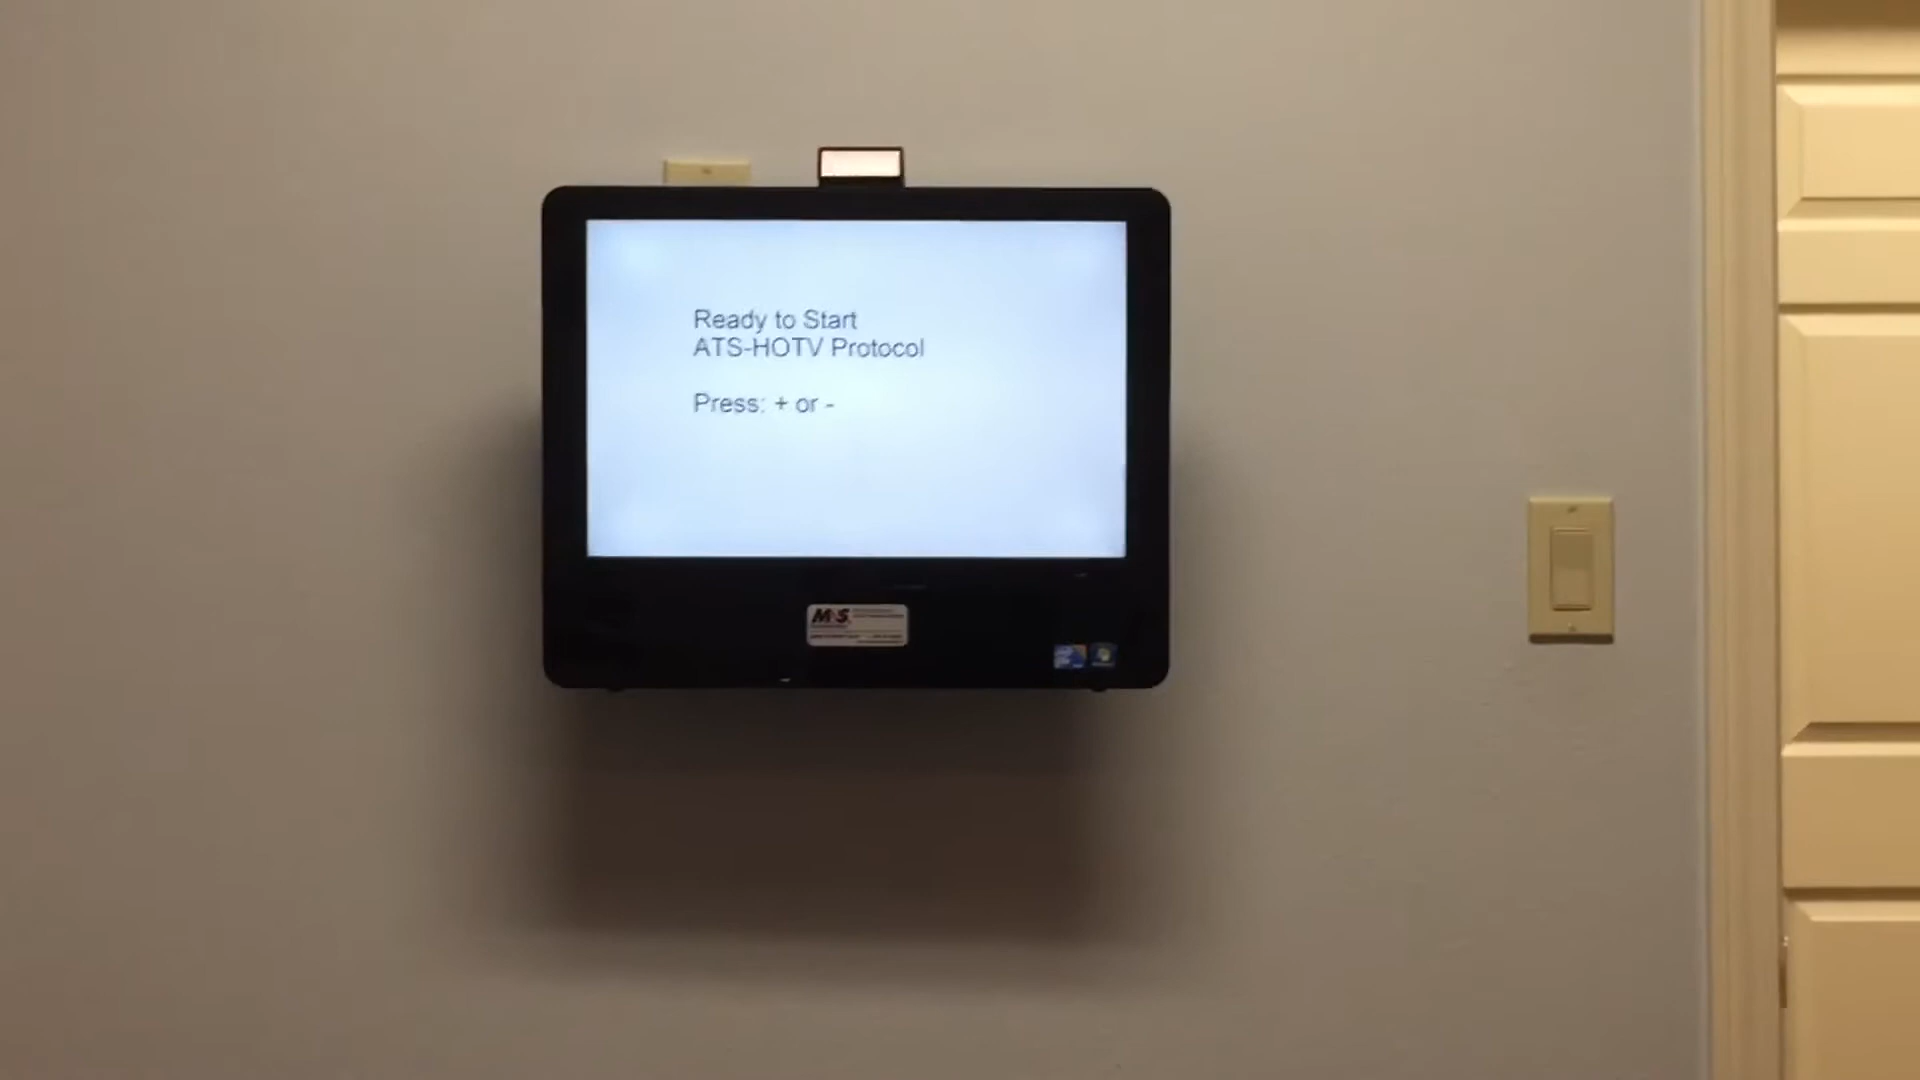 Ready to Start
ATS-HOTV Protocol
Press: + or -
M&S